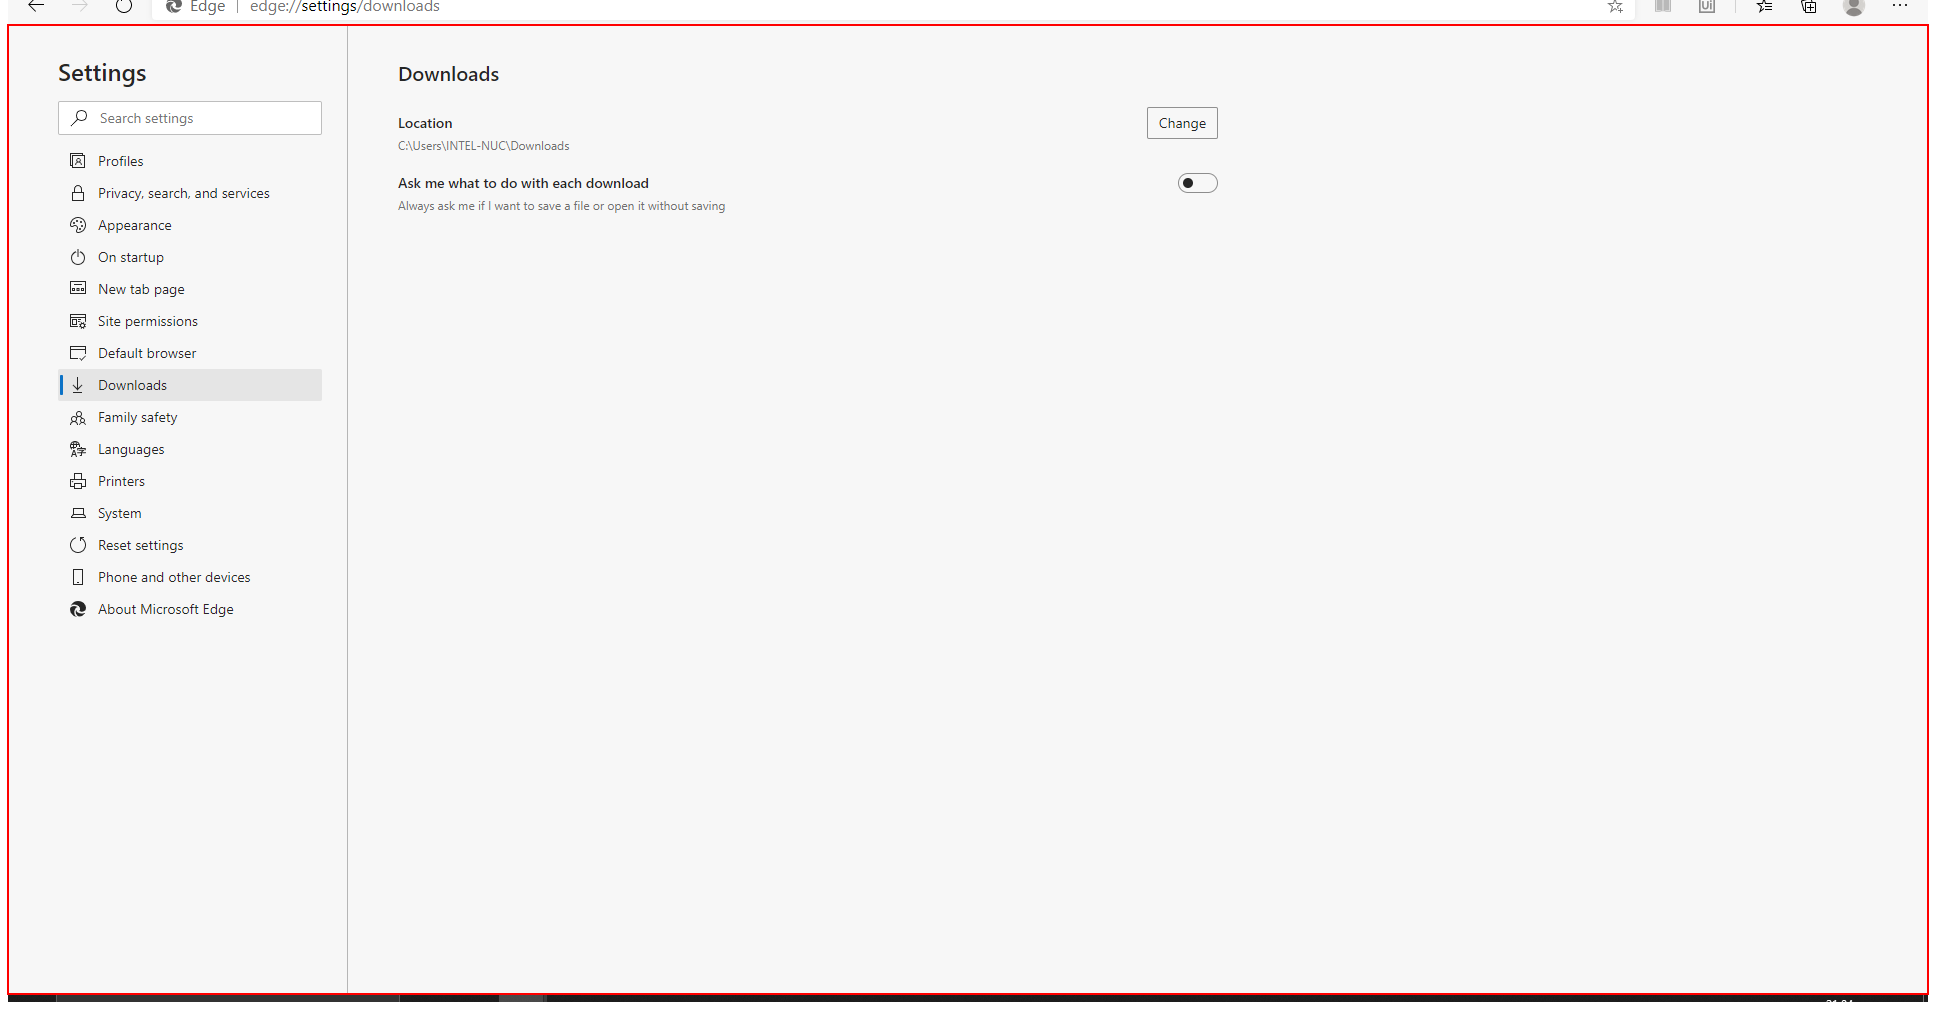 Edge | edge://settings/downloads
Settings
Search settings
Profiles
Privacy, search, and services
Appearance
On startup
New tab page
Site permissions
Default browser
Downloads
Family safety
Languages
Printers
System
Reset settings
Phone and other devices
About Microsoft Edge
Downloads
Location
Change
C:\Users\INTEL-NUC\Downloads
Ask me what to do with each download
Always ask me if I want to save a file or open it without saving